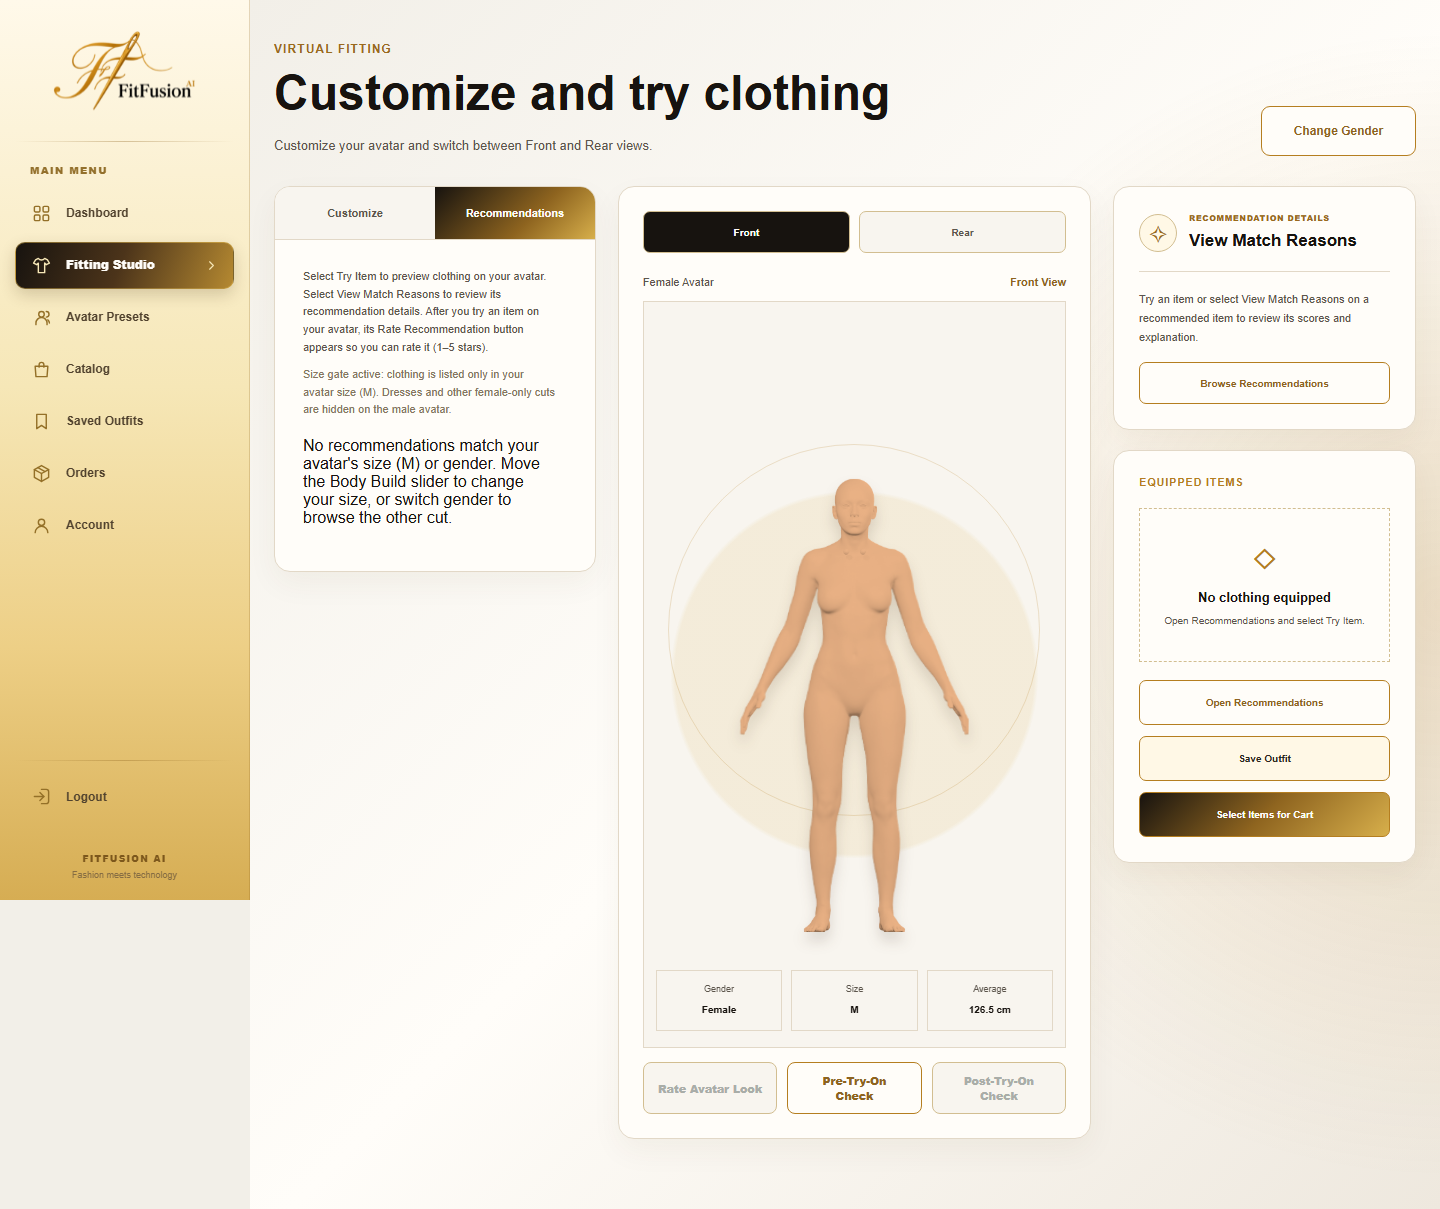 FitFusion AI
MAIN MENU
Dashboard
Fitting Studio
Avatar Presets
Catalog
Saved Outfits
Orders
Account
Logout
FITFUSION AI
Fashion meets technology
VIRTUAL FITTING
Customize and try clothing
Customize your avatar and switch between Front and Rear views.
Change Gender
Customize
Recommendations
Select Try Item to preview clothing on your avatar.
Select View Match Reasons to review its
recommendation details. After you try an item on
your avatar, its Rate Recommendation button
appears so you can rate it (1–5 stars).
Size gate active: clothing is listed only in your
avatar size (M). Dresses and other female-only cuts
are hidden on the male avatar.
No recommendations match your
avatar's size (M) or gender. Move
the Body Build slider to change
your size, or switch gender to
browse the other cut.
Front
Rear
Female Avatar
Front View
Gender
Female
Size
M
Average
126.5 cm
Rate Avatar Look
Pre-Try-On
Check
Post-Try-On
Check
RECOMMENDATION DETAILS
View Match Reasons
Try an item or select View Match Reasons on a
recommended item to review its scores and
explanation.
Browse Recommendations
EQUIPPED ITEMS
No clothing equipped
Open Recommendations and select Try Item.
Open Recommendations
Save Outfit
Select Items for Cart